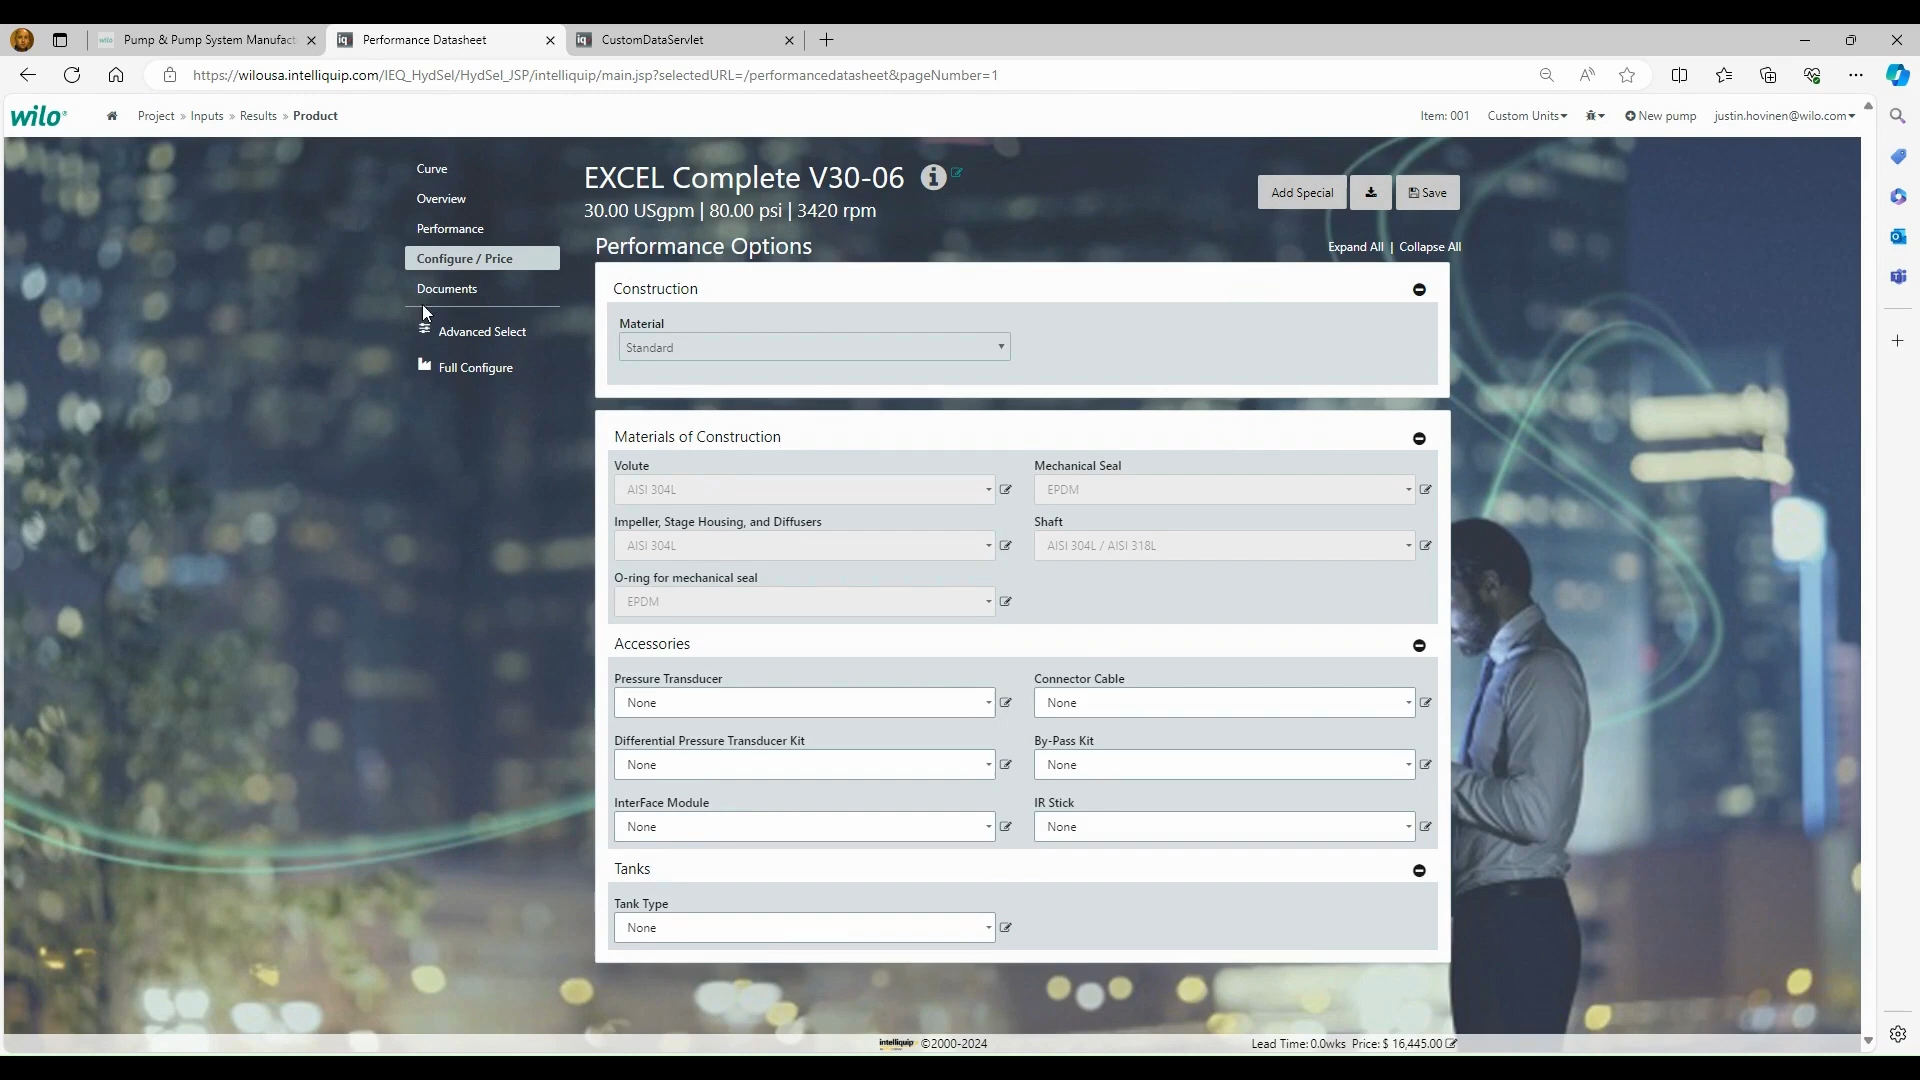 Pump & Pump System Manufact
Performance Datasheet
CustomDataServlet
https://wilousa.intelliquip.com/IEQ_HydSel/HydSel_JSP/intelliquip/main.jsp?selectedURL=/performancedatasheet&pageNumber=1
wilo
Project » Inputs » Results » Product
Item: 001 Custom Units New pump justin.hovinen@wilo.com
Curve
Overview
Performance
Configure / Price
Documents
Advanced Select
Full Configure
EXCEL Complete V30-06
30.00 USgpm | 80.00 psi | 3420 rpm
Add Special Save
Performance Options
Expand All | Collapse All
Construction
Material
Standard
Materials of Construction
Volute Mechanical Seal
AISI 304L EPDM
Impeller, Stage Housing, and Diffusers Shaft
AISI 304L AISI 304L / AISI 318L
O-ring for mechanical seal
EPDM
Accessories
Pressure Transducer Connector Cable
None None
Differential Pressure Transducer Kit By-Pass Kit
None None
InterFace Module IR Stick
None None
Tanks
Tank Type
None
intelliquip ©2000-2024
Lead Time: 0.0wks Price: $ 16,445.00